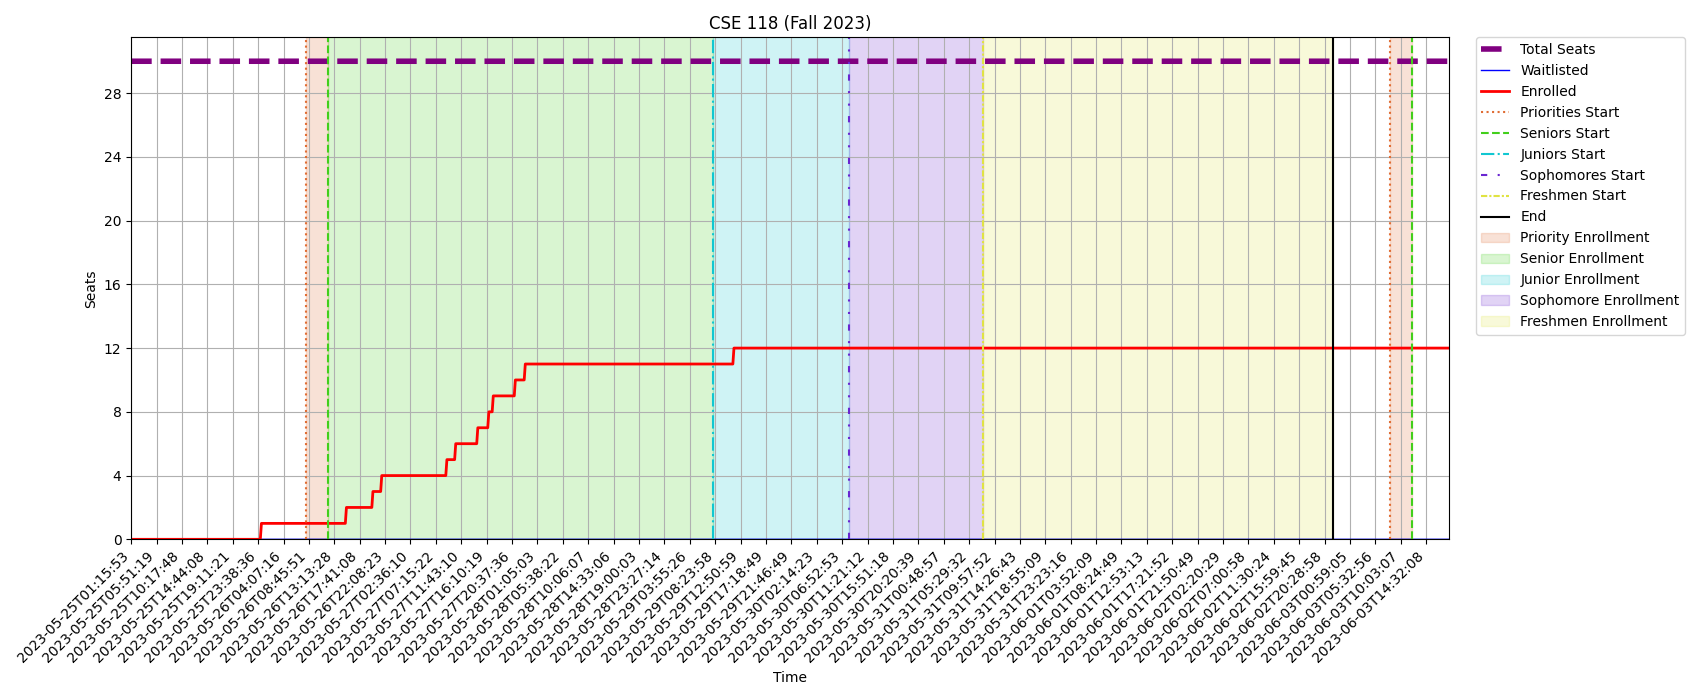 CSE 118 (Fall 2023)
Seats
28
24
20
16
12
8
4
0
2023-05-25T01:15:53
2023-05-25T05:51:19
2023-05-25T10:17:48
2023-05-25T14:44:08
2023-05-25T19:11:21
2023-05-25T23:38:36
2023-05-26T04:07:16
2023-05-26T08:45:51
2023-05-26T13:13:28
2023-05-26T17:41:08
2023-05-26T22:08:23
2023-05-27T02:36:10
2023-05-27T07:15:22
2023-05-27T11:43:10
2023-05-27T16:10:19
2023-05-27T20:37:36
2023-05-28T01:05:03
2023-05-28T05:38:22
2023-05-28T10:06:07
2023-05-28T14:33:06
2023-05-28T19:00:03
2023-05-28T23:27:14
2023-05-29T03:55:26
2023-05-29T08:23:58
2023-05-29T12:50:59
2023-05-29T17:18:49
2023-05-29T21:46:49
2023-05-30T02:14:23
2023-05-30T06:52:53
2023-05-30T11:21:12
2023-05-30T15:51:18
2023-05-30T20:20:39
2023-05-31T00:48:57
2023-05-31T05:29:32
2023-05-31T09:57:52
2023-05-31T14:26:43
2023-05-31T18:55:09
2023-05-31T23:23:16
2023-06-01T03:52:09
2023-06-01T08:24:49
2023-06-01T12:53:13
2023-06-01T17:21:52
2023-06-01T21:50:49
2023-06-02T02:20:29
2023-06-02T07:00:58
2023-06-02T11:30:24
2023-06-02T15:59:45
2023-06-02T20:28:58
2023-06-03T00:59:05
2023-06-03T05:32:56
2023-06-03T10:03:07
2023-06-03T14:32:08
Time
Total Seats
Waitlisted
Enrolled
Priorities Start
Seniors Start
Juniors Start
Sophomores Start
Freshmen Start
End
Priority Enrollment
Senior Enrollment
Junior Enrollment
Sophomore Enrollment
Freshmen Enrollment